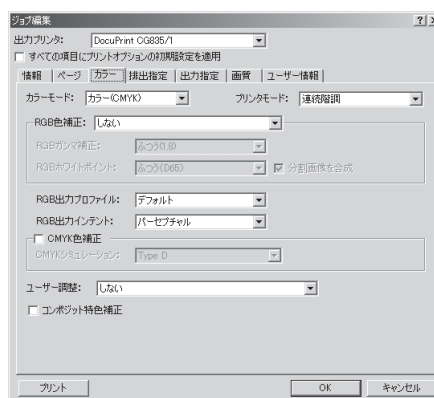 ジョブ編集
出力プリンタ: DocuPrint CG835/1
すべての項目にプリントオプションの初期設定を適用
情報 ページ カラー 排出指定 出力指定 画質 ユーザー情報
カラーモード: カラー(CMYK) プリンタモード: 連続階調
RGB色補正: しない
RGBガンマ補正: ふつう(1.8)
RGBホワイトポイント: ふつう(D65) 分割画像を合成
RGB出力プロファイル: デフォルト
RGB出力インテント: パーセプチャル
CMYK色補正
CMYKシミュレーション: Type D
ユーザー調整: しない
コンポジット特色補正
プリント OK キャンセル